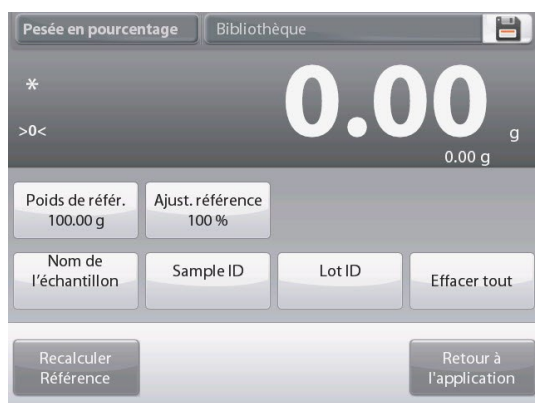 Pesée en pourcentage Bibliothèque
*
0.00 g
>0<
0.00 g
Poids de référ. Ajust. référence
100.00 g 100 %
Nom de
l'échantillon Sample ID Lot ID Effacer tout
Recalculer Retour à
Référence l'application